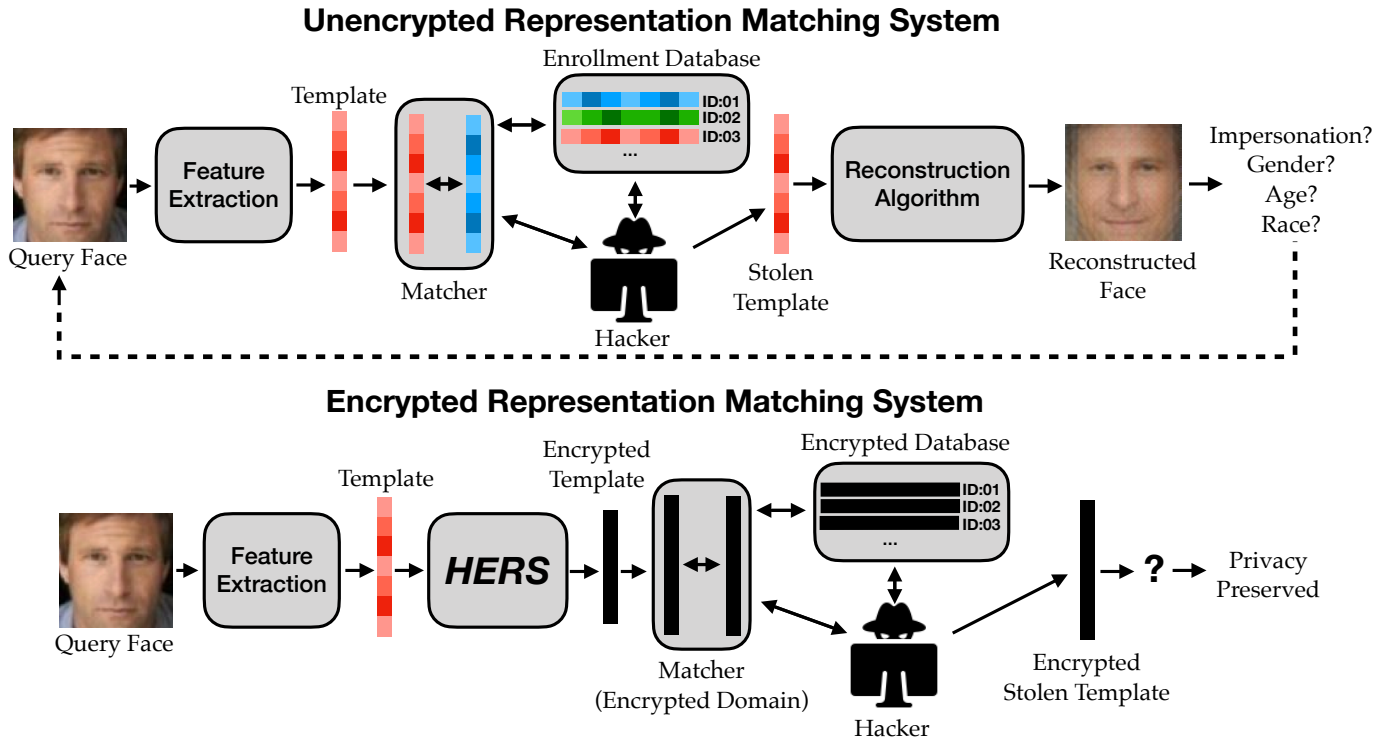 Unencrypted Representation Matching System
Enrollment Database
Template
ID:01
ID:02
ID:03
...
Feature
Extraction
Reconstruction
Algorithm
Impersonation?
Gender?
Age?
Race?
Query Face
Matcher
Hacker
Stolen
Template
Reconstructed
Face
Encrypted Representation Matching System
Encrypted Database
Encrypted
Template
Template
ID:01
ID:02
ID:03
...
Feature
Extraction
HERS
?
Privacy
Preserved
Query Face
Matcher
(Encrypted Domain)
Hacker
Encrypted
Stolen Template